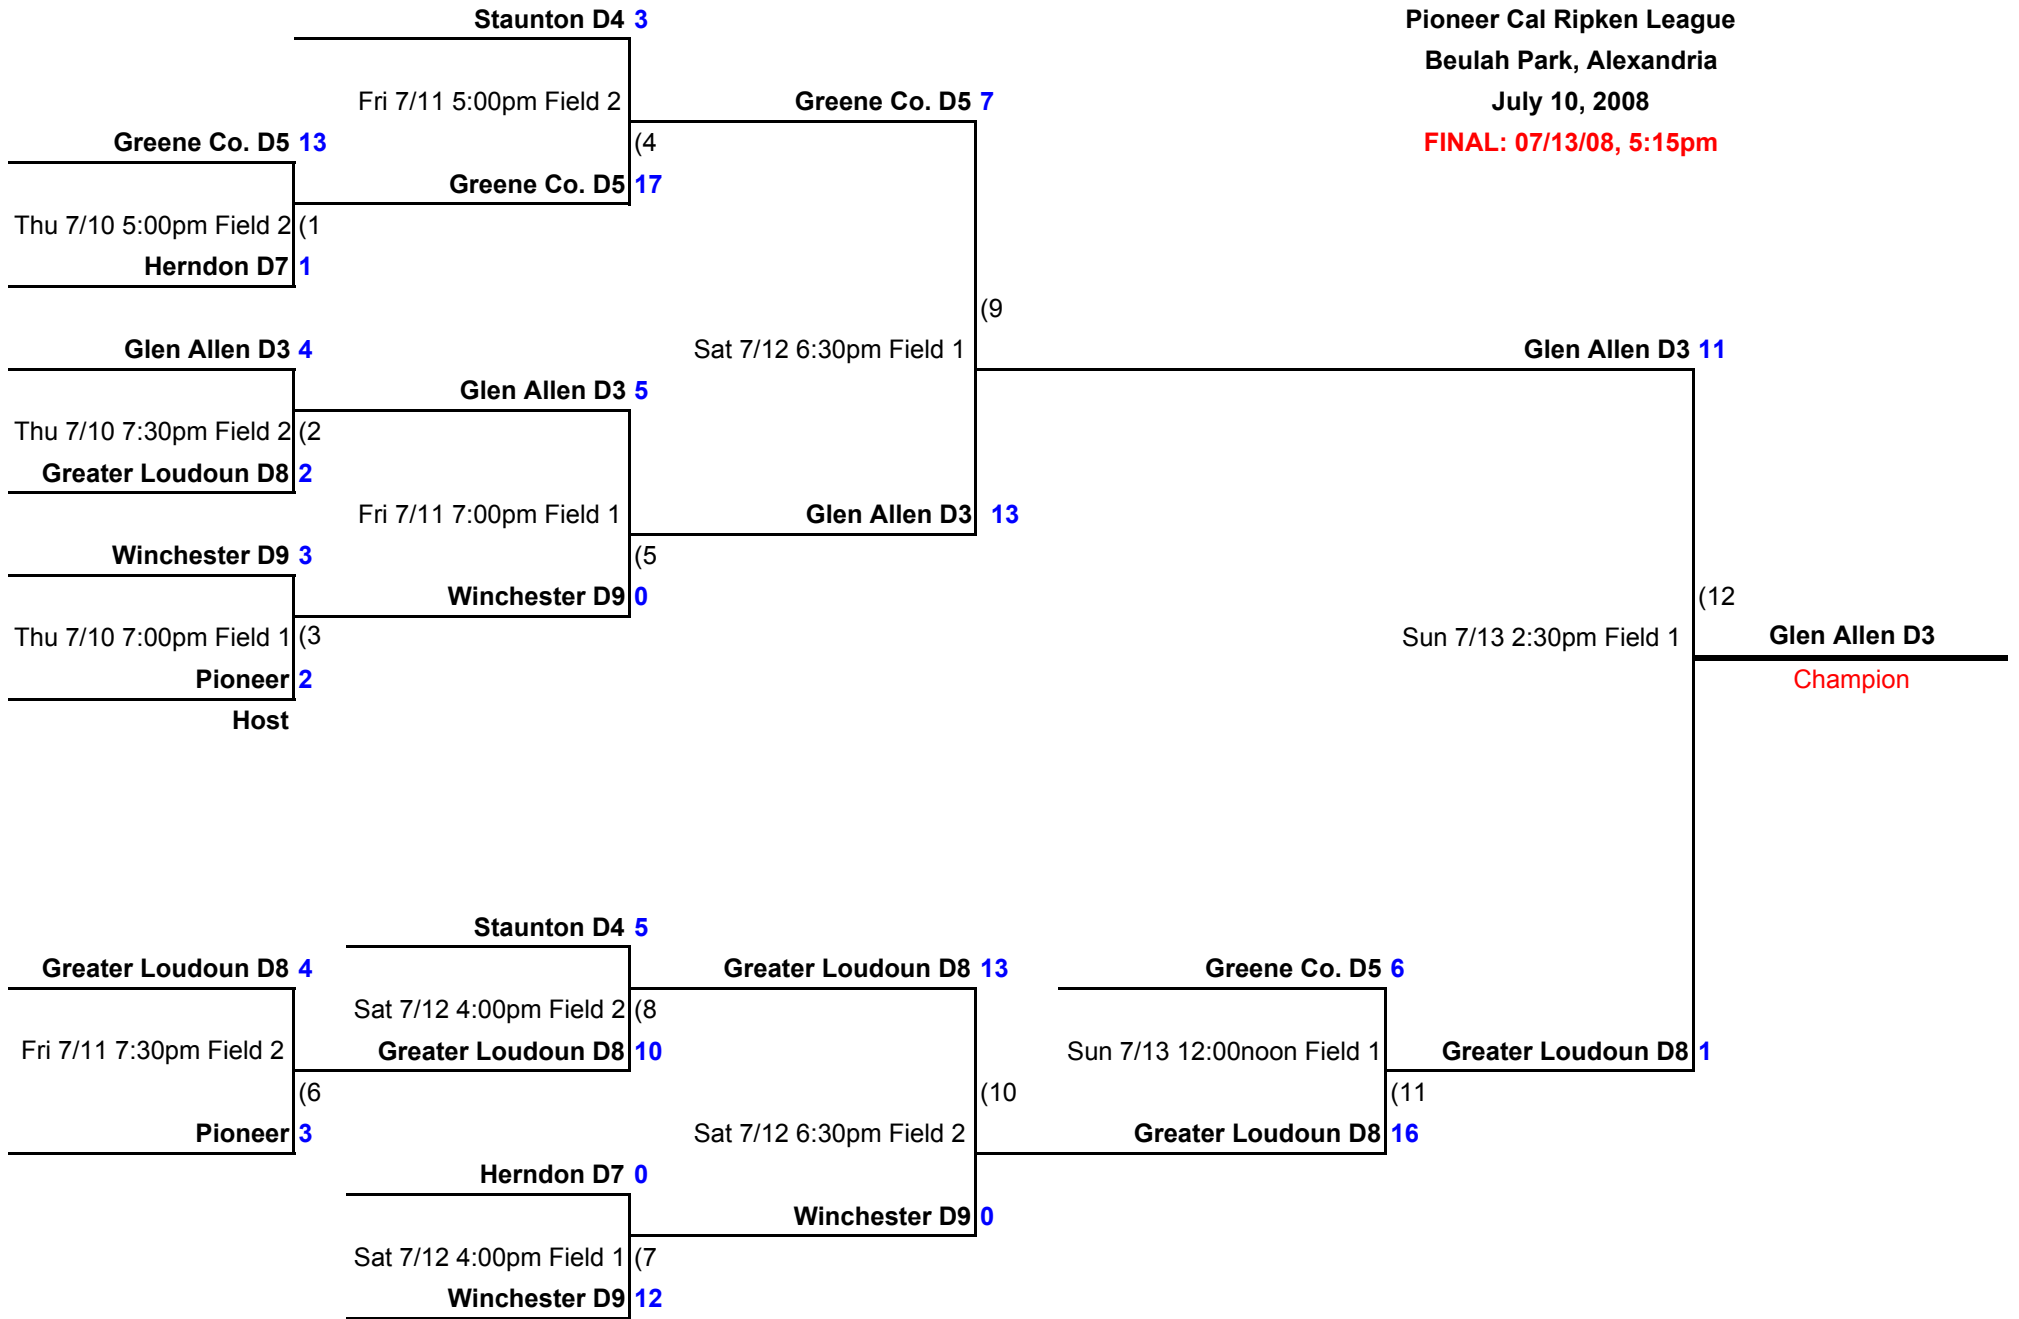 Staunton D4 3
Pioneer Cal Ripken League
Beulah Park, Alexandria
Fri 7/11 5:00pm Field 2
Greene Co. D5 7
July 10, 2008
Greene Co. D5 13
(4
FINAL: 07/13/08, 5:15pm
Greene Co. D5 17
Thu 7/10 5:00pm Field 2 (1
Herndon D7 1
(9
Glen Allen D3 4
Sat 7/12 6:30pm Field 1
Glen Allen D3 11
Glen Allen D3 5
Thu 7/10 7:30pm Field 2 (2
Greater Loudoun D8 2
Fri 7/11 7:00pm Field 1
Glen Allen D3 13
Winchester D9 3
(5
Winchester D9 0
(12
Thu 7/10 7:00pm Field 1 (3
Sun 7/13 2:30pm Field 1
Glen Allen D3
Pioneer 2
Champion
Host
Staunton D4 5
Greater Loudoun D8 4
Greater Loudoun D8 13
Greene Co. D5 6
Sat 7/12 4:00pm Field 2 (8
Fri 7/11 7:30pm Field 2
Greater Loudoun D8 10
Sun 7/13 12:00noon Field 1
Greater Loudoun D8 1
(6
(10
(11
Pioneer 3
Sat 7/12 6:30pm Field 2
Greater Loudoun D8 16
Herndon D7 0
Winchester D9 0
Sat 7/12 4:00pm Field 1 (7
Winchester D9 12